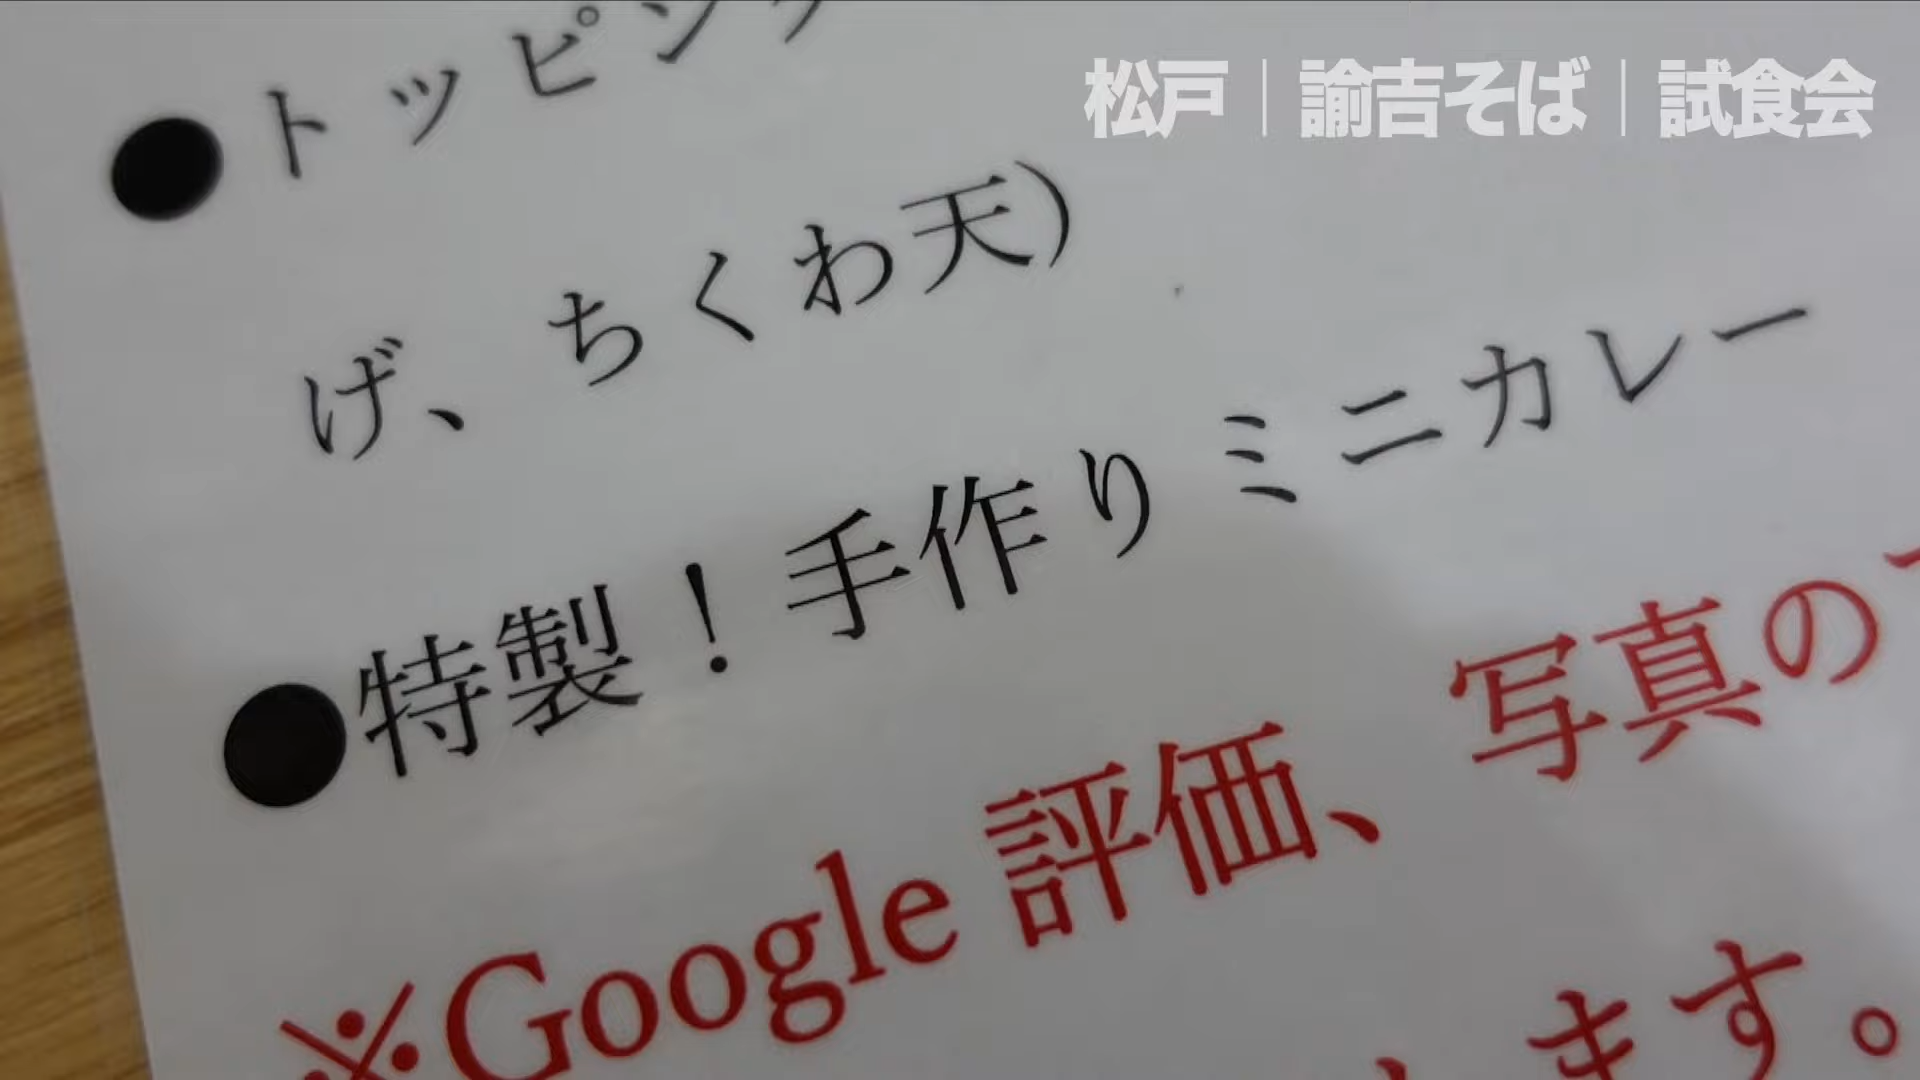 松戸｜諭吉そば｜試食会
●トッピング
げ、ちくわ天）
●特製！手作りミニカレー
※Google 評価、写真の
ます。